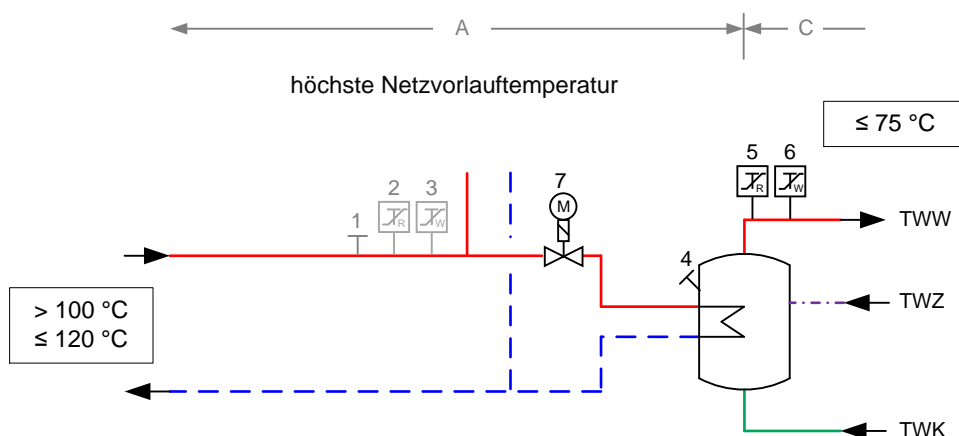 A
C
höchste Netzvorlauftemperatur
≤ 75 °C
5
6
R
W
7
M
2
3
1
R
W
TWW
4
> 100 °C
≤ 120 °C
TWZ
TWK